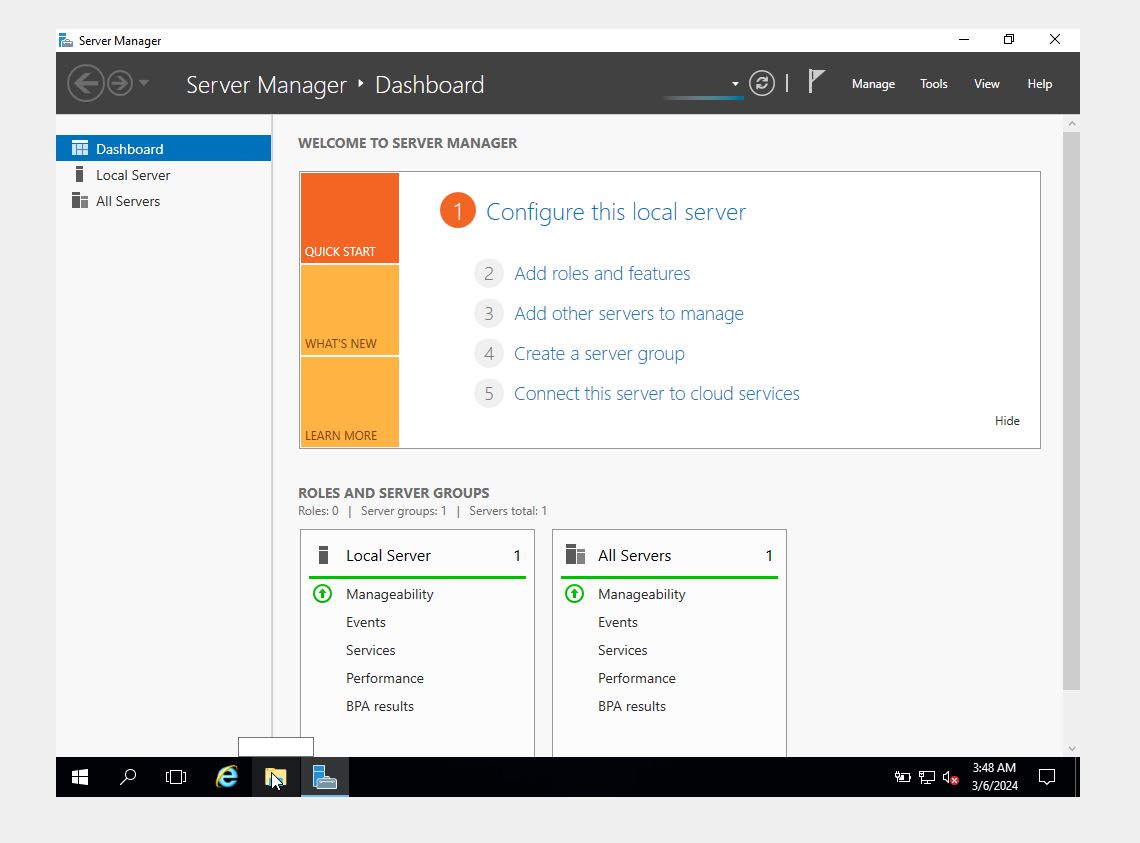 Server Manager
Server Manager ‣ Dashboard
Manage Tools View Help
Dashboard
Local Server
All Servers
WELCOME TO SERVER MANAGER
QUICK START
WHAT'S NEW
LEARN MORE
1 Configure this local server
2 Add roles and features
3 Add other servers to manage
4 Create a server group
5 Connect this server to cloud services
Hide
ROLES AND SERVER GROUPS
Roles: 0 | Server groups: 1 | Servers total: 1
Local Server 1
Manageability
Events
Services
Performance
BPA results
All Servers 1
Manageability
Events
Services
Performance
BPA results
3:48 AM
3/6/2024